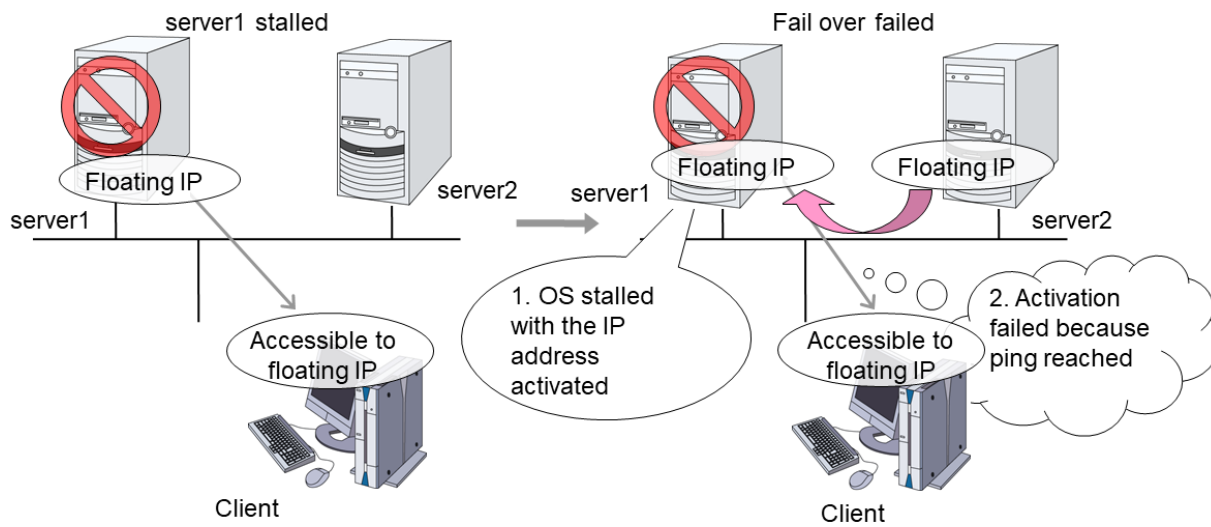 server1 stalled
Floating IP
server1
server2
Accessible to
floating IP
Client
Fail over failed
Floating IP
Floating IP
server1
server2
1. OS stalled
with the IP
address
activated
2. Activation
failed because
ping reached
Accessible to
floating IP
Client